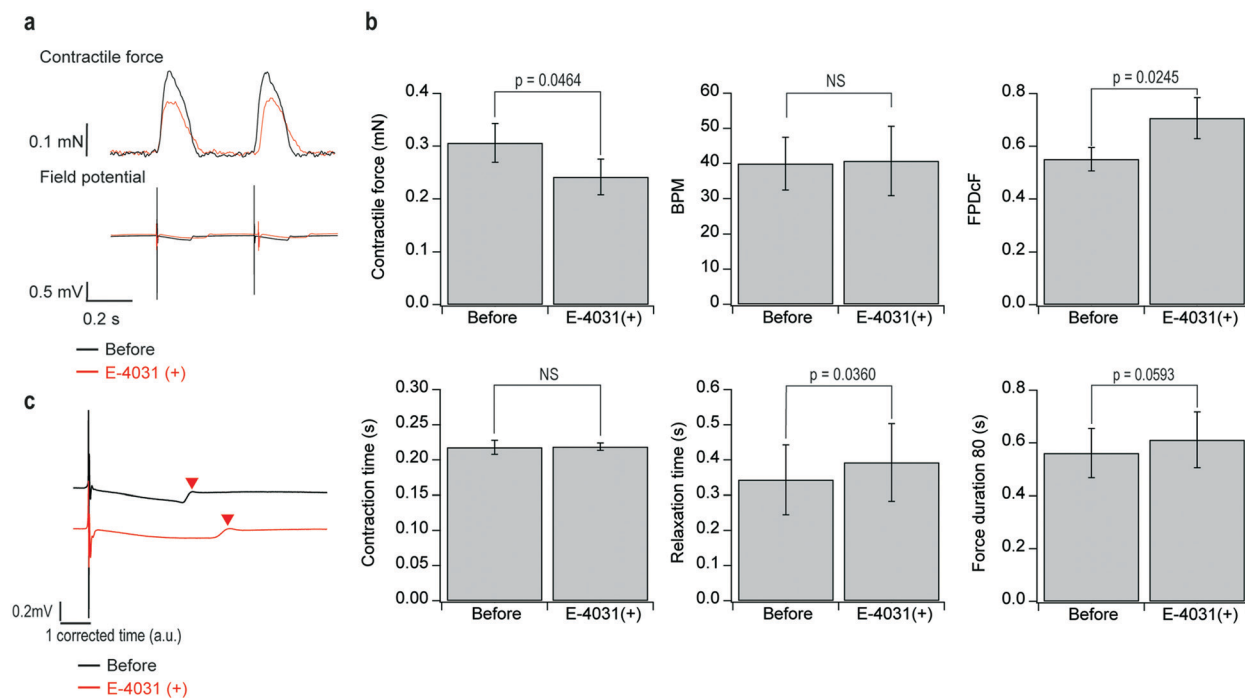 a
Contractile force
0.1 mN
Field potential
0.5 mV
0.2 s
Before
E-4031 (+)
b
p = 0.0464
Contractile force (mN)
0.4
0.3
0.2
0.1
0.0
Before E-4031(+)
NS
BPM
60
50
40
30
20
10
0
Before E-4031(+)
p = 0.0245
FPDcF
0.8
0.6
0.4
0.2
0.0
Before E-4031(+)
NS
Contraction time (s)
0.30
0.25
0.20
0.15
0.10
0.05
0.00
Before E-4031(+)
p = 0.0360
Relaxation time (s)
0.6
0.5
0.4
0.3
0.2
0.1
0.0
Before E-4031(+)
p = 0.0593
Force duration 80 (s)
0.8
0.6
0.4
0.2
0.0
Before E-4031(+)
c
0.2mV
1 corrected time (a.u.)
Before
E-4031 (+)